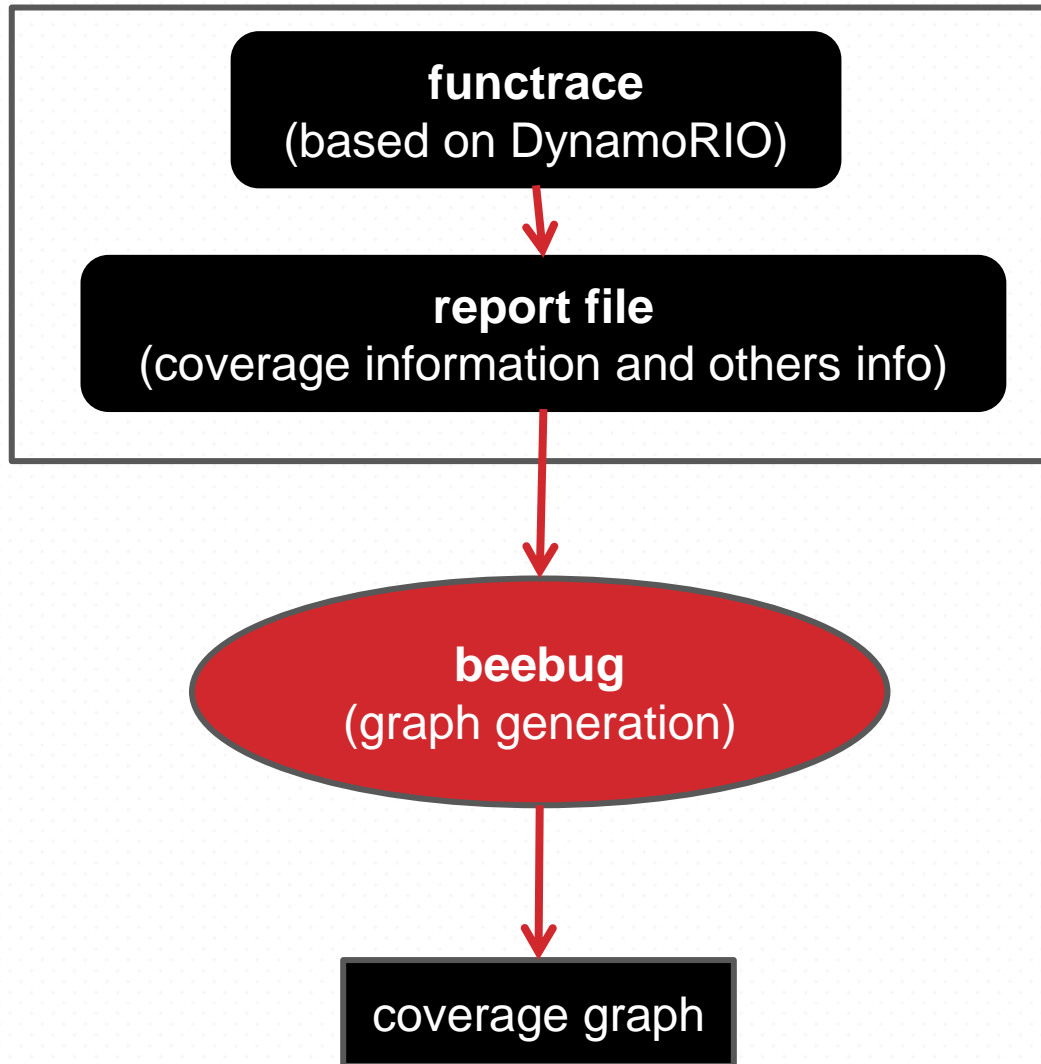 functrace
(based on DynamoRIO)
report file
(coverage information and others info)
beebug
(graph generation)
coverage graph